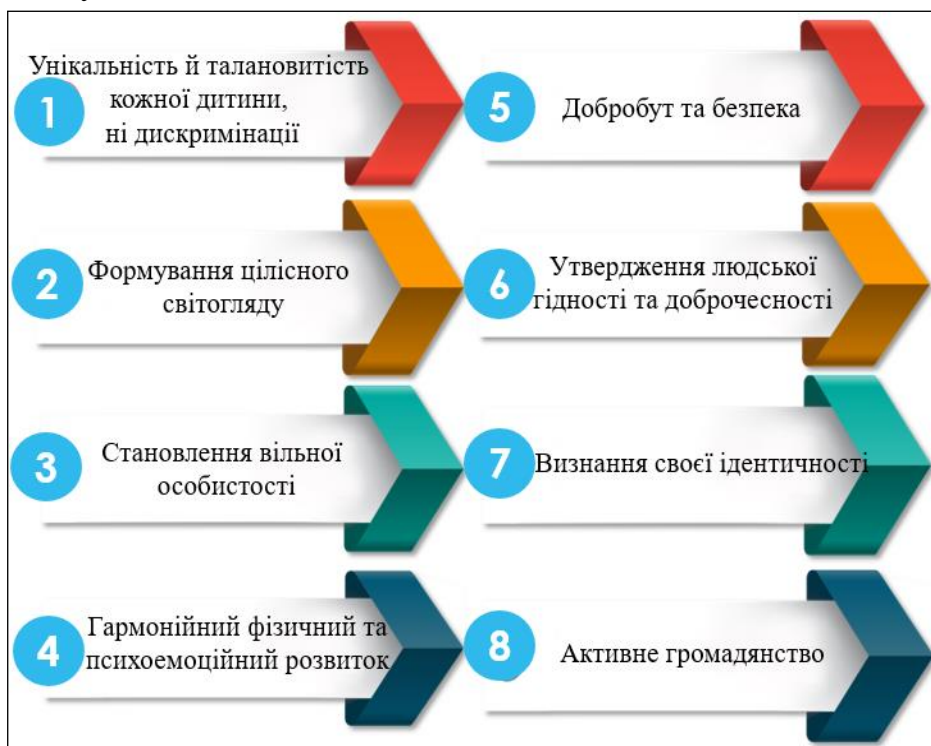 1
Унікальність й талановитість
кожної дитини,
ні дискримінації
2
Формування цілісного
світогляду
3
Становлення вільної
особистості
4
Гармонійний фізичний та
психоемоційний розвиток
5
Добробут та безпека
6
Утвердження людської
гідності та доброчесності
7
Визнання своєї ідентичності
8
Активне громадянство